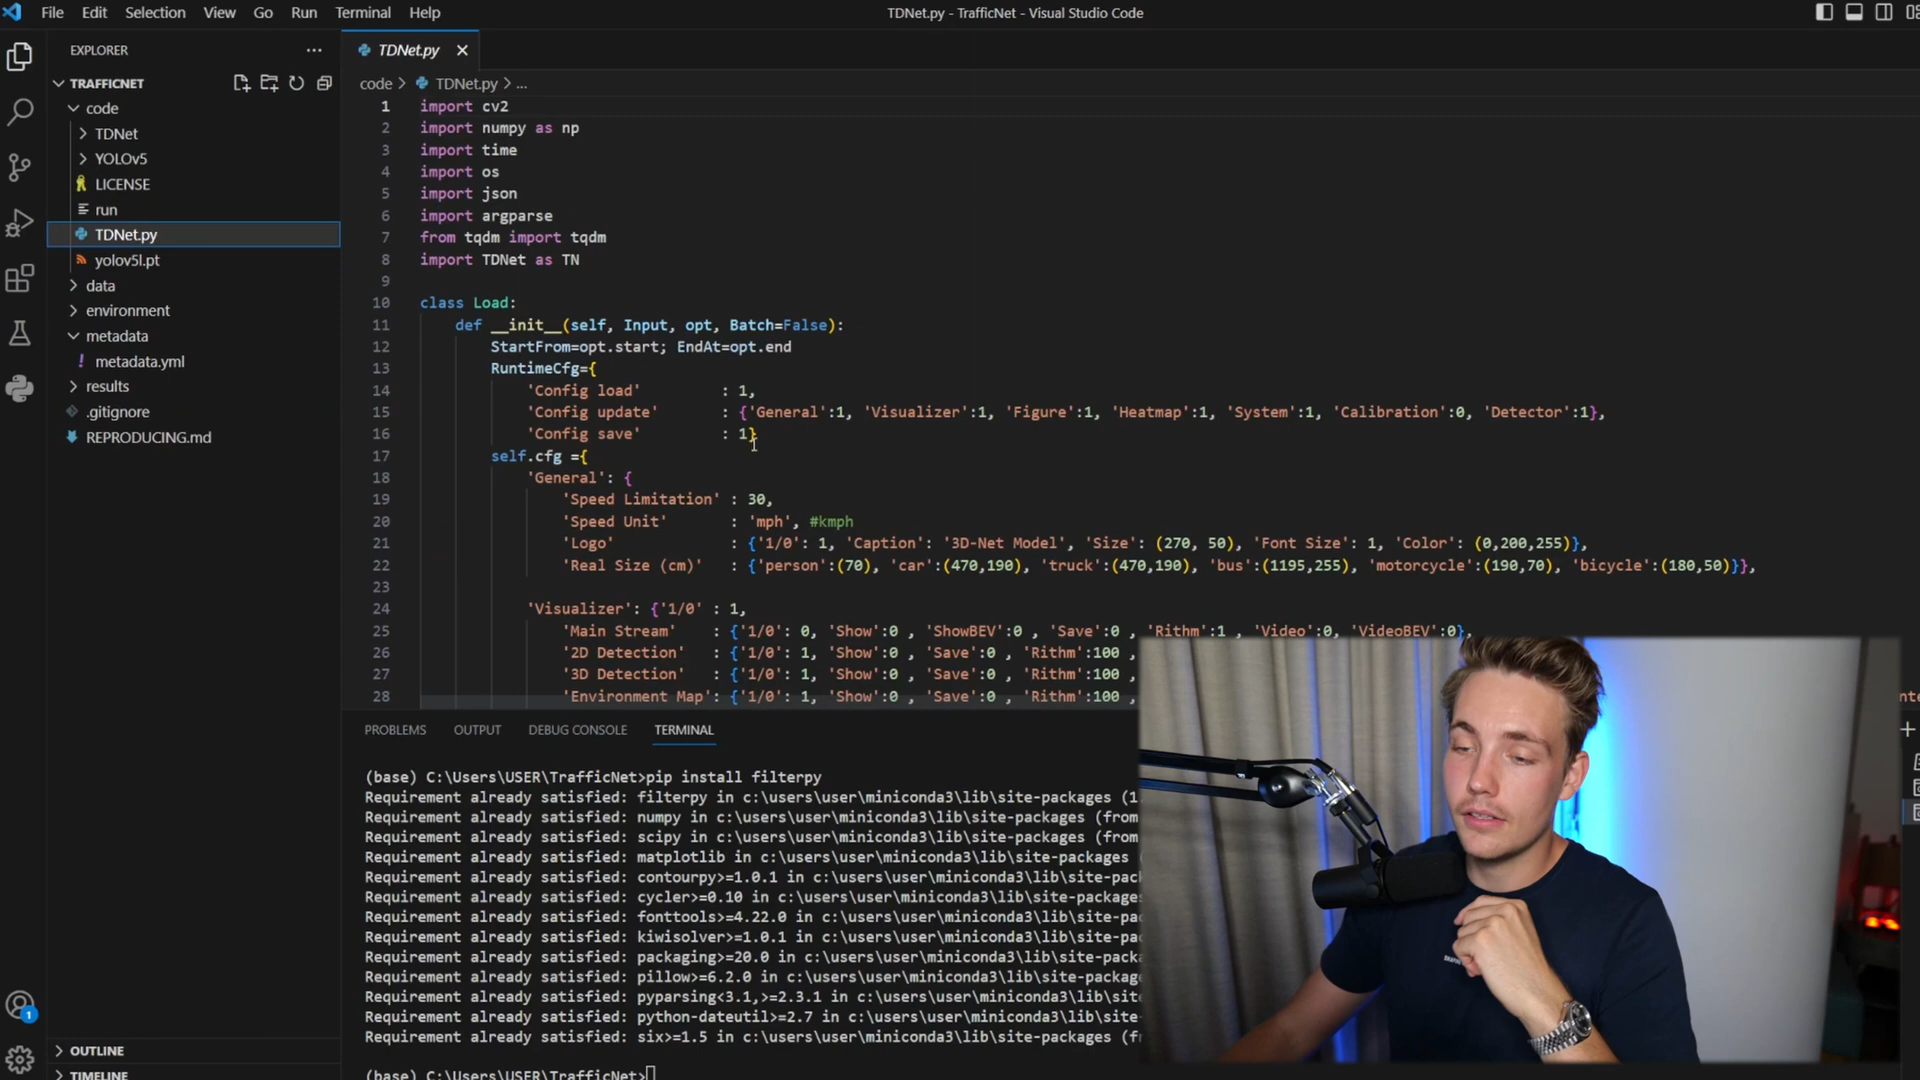 File Edit View Go Run Terminal Help
TDNet.py - TrafficNet - Visual Studio Code
EXPLORER
TRAFFICNET
code
TDNet
YOLOv5
LICENSE
run
TDNet.py
yolov5l.pt
data
environment
metadata
metadata.yml
results
.gitignore
REPRODUCING.md
OUTLINE
TIMELINE
1
TDNet.py
code > TDNet.py > ...
1 import cv2
2 import numpy as np
3 import time
4 import os
5 import json
6 import argparse
7 from tqdm import tqdm
8 import TDNet as TN
9
10 class Load:
11 def __init__(self, Input, opt, Batch=False):
12 StartFrom=opt.start; EndAt=opt.end
13 RuntimeCfg={
14 'Config load' : 1,
15 'Config update' : {'General':1, 'Visualizer':1, 'Figure':1, 'Heatmap':1, 'System':1, 'Calibration':0, 'Detector':1},
16 'Config save' : 1}
17 self.cfg ={
18 'General': {
19 'Speed Limitation' : 30,
20 'Speed Unit' : 'mph', #kmph
21 'Logo' : {'1/0': 1, 'Caption': '3D-Net Model', 'Size': (270, 50), 'Font Size': 1, 'Color': (0,200,255)},
22 'Real Size (cm)' : {'person':(70), 'car':(470,190), 'truck':(470,190), 'bus':(1195,255), 'motorcycle':(190,70), 'bicycle':(180,50)}},
23
24 'Visualizer': {'1/0' : 1,
25 'Main Stream' : {'1/0': 0, 'Show':0 , 'ShowBEV':0 , 'Save':0 , 'Rithm':1 , 'Video':0, 'VideoBEV':0},
26 '2D Detection' : {'1/0': 1, 'Show':0 , 'Save':0 , 'Rithm':100 ,
27 '3D Detection' : {'1/0': 1, 'Show':0 , 'Save':0 , 'Rithm':100 ,
28 'Environment Map': {'1/0': 1, 'Show':0 , 'Save':0 , 'Rithm':100 ,
PROBLEMS OUTPUT DEBUG CONSOLE TERMINAL
(base) C:\Users\USER\TrafficNet>pip install filterpy
Requirement already satisfied: filterpy in c:\users\user\miniconda3\lib\site-packages (1
Requirement already satisfied: numpy in c:\users\user\miniconda3\lib\site-packages (from
Requirement already satisfied: scipy in c:\users\user\miniconda3\lib\site-packages (from
Requirement already satisfied: matplotlib in c:\users\user\miniconda3\lib\site-packages (
Requirement already satisfied: contourpy>=1.0.1 in c:\users\user\miniconda3\lib\site-pac
Requirement already satisfied: cycler>=0.10 in c:\users\user\miniconda3\lib\site-package
Requirement already satisfied: fonttools>=4.22.0 in c:\users\user\miniconda3\lib\site-pa
Requirement already satisfied: kiwisolver>=1.0.1 in c:\users\user\miniconda3\lib\site-pa
Requirement already satisfied: packaging>=20.0 in c:\users\user\miniconda3\lib\site-pack
Requirement already satisfied: pillow>=6.2.0 in c:\users\user\miniconda3\lib\site-packag
Requirement already satisfied: pyparsing<3.1,>=2.3.1 in c:\users\user\miniconda3\lib\sit
Requirement already satisfied: python-dateutil>=2.7 in c:\users\user\miniconda3\lib\site
Requirement already satisfied: six>=1.5 in c:\users\user\miniconda3\lib\site-packages (f
(base) C:\Users\USER\TrafficNet>